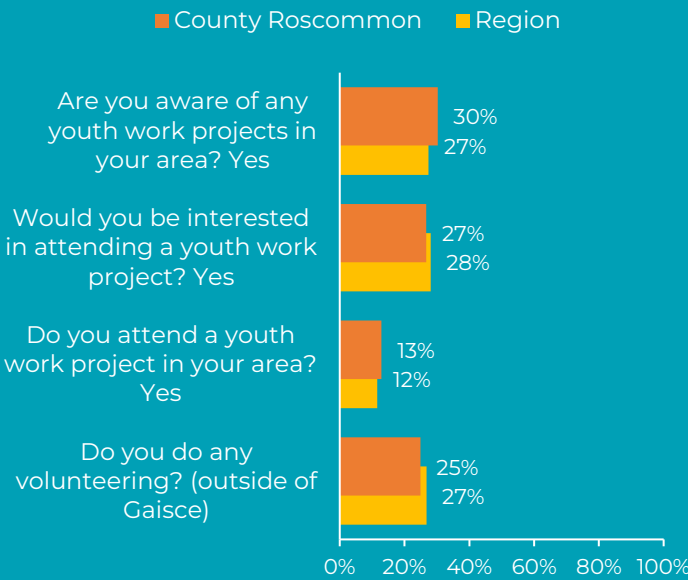 County Roscommon Region
Are you aware of any
youth work projects in
your area? Yes
30%
27%
Would you be interested
in attending a youth work
project? Yes
27%
28%
Do you attend a youth
work project in your area?
Yes
13%
12%
Do you do any
volunteering? (outside of
Gaisce)
25%
27%
0% 20% 40% 60% 80% 100%